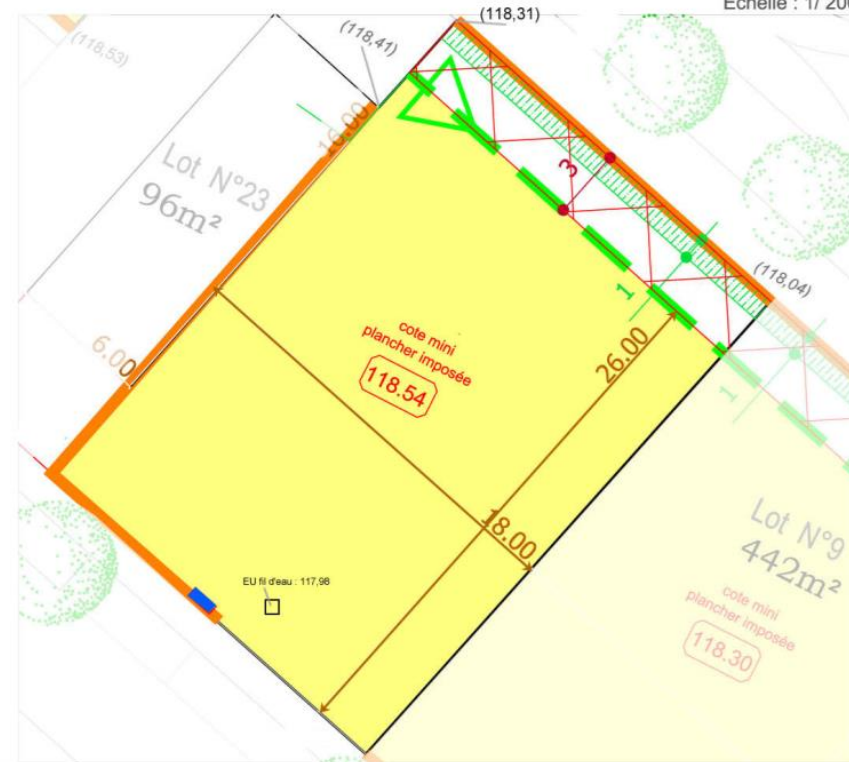 Echelle : 1/ 200
(118,31)
(118,41)
(118,53)
16.00
Lot N°23
96m²
3
(118,04)
1
cote mini
plancher imposée
118.54
26.00
6.00
1
18.00
Lot N°9
442m²
EU fil d'eau : 117,98
cote mini
plancher imposée
118.30